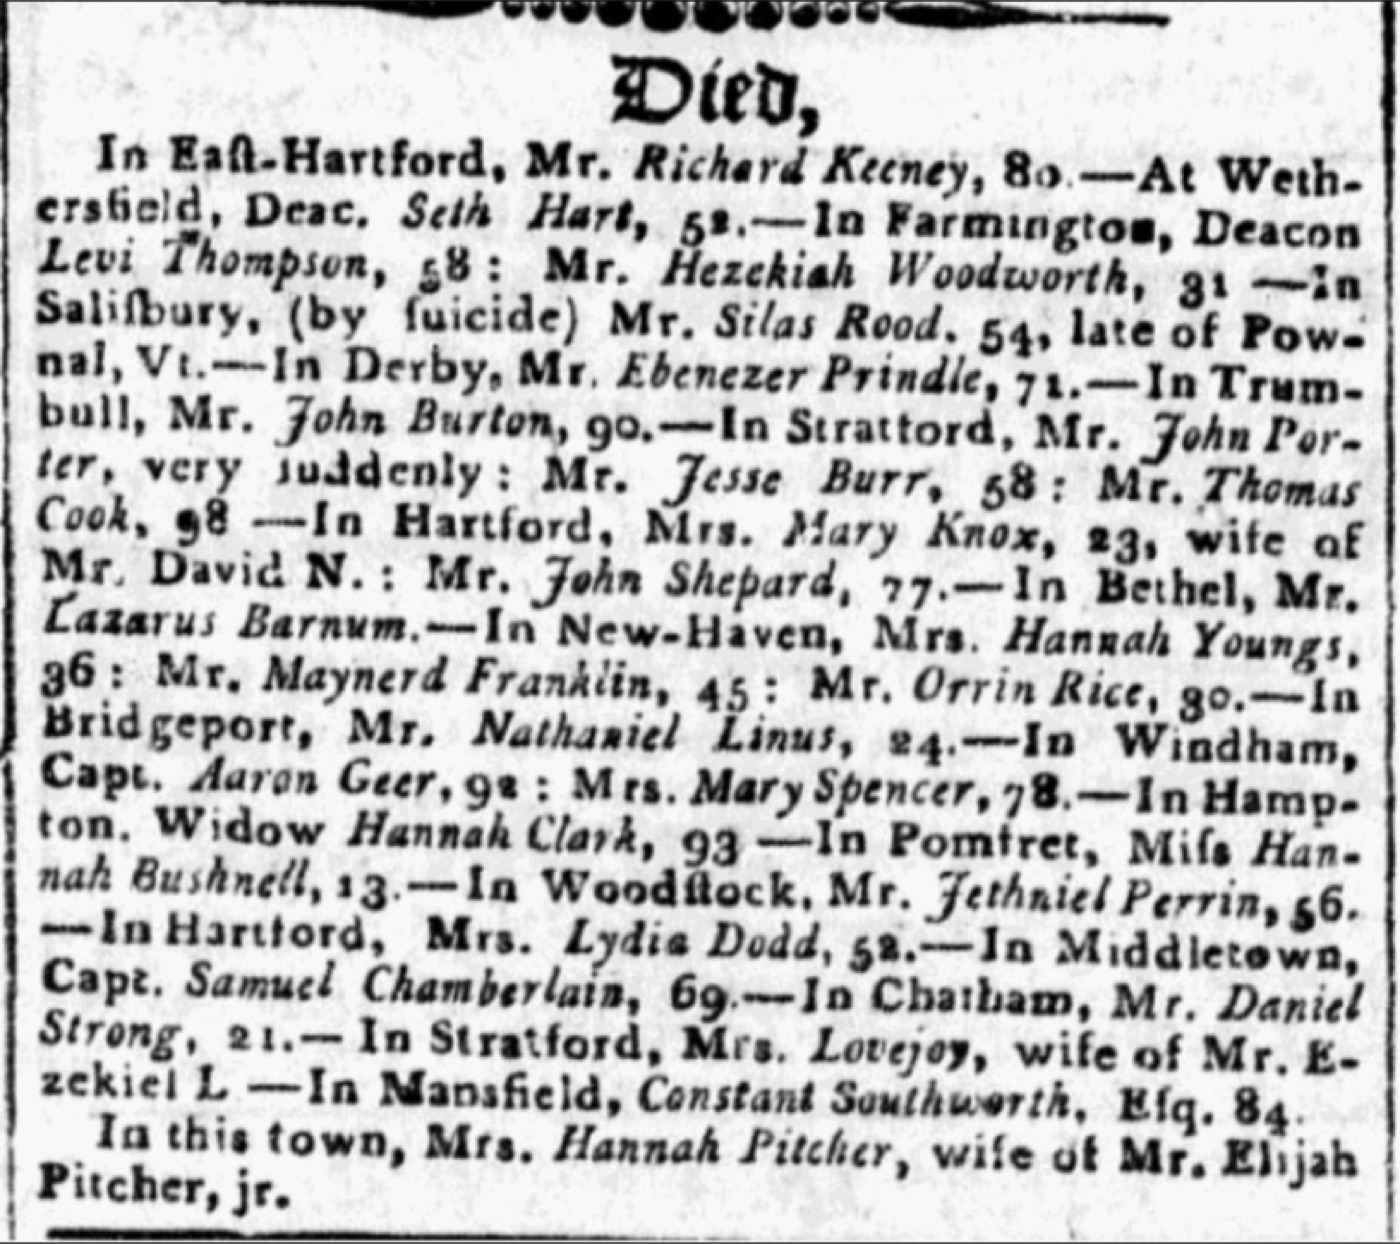 Died,
In Eaſt-Hartford, Mr. Richard Keeney, 80.—At Weth-
ersfield, Deac. Seth Hart, 52.—In Farmington, Deacon
Levi Thompson, 58: Mr. Hezekiah Woodworth, 31 —In
Saliſbury, (by ſuicide) Mr. Silas Rood. 54, late of Pow-
nal, Vt.—In Derby, Mr. Ebenezer Prindle, 71.—In Trum-
bull, Mr. John Burton, 90.—In Stratford, Mr. John Por-
ter, very ſuddenly: Mr. Jesse Burr, 58: Mr. Thomas
Cook, 98 —In Hartford, Mrs. Mary Knox, 23, wife of
Mr. David N.: Mr. John Shepard, 77.—In Bethel, Mr.
Lazarus Barnum.—In New-Haven, Mrs. Hannah Youngs,
36: Mr. Maynerd Franklin, 45: Mr. Orrin Rice, 30.—In
Bridgeport, Mr. Nathaniel Linus, 24.—In Windham,
Capt. Aaron Geer, 92: Mrs. Mary Spencer, 78.—In Hamp-
ton. Widow Hannah Clark, 93 —In Pomfret, Miſs Han-
nah Bushnell, 13.—In Woodſtock, Mr. Jethniel Perrin, 56.
—In Hartford, Mrs. Lydia Dodd, 52.—In Middletown,
Capt. Samuel Chamberlain, 69.—In Chatham, Mr. Daniel
Strong, 21.— In Stratford, Mrs. Lovejoy, wife of Mr. E-
zekiel L —In Mansfield, Constant Southworth, Eſq. 84.
In this town, Mrs. Hannah Pitcher, wife of Mr. Elijah
Pitcher, jr.